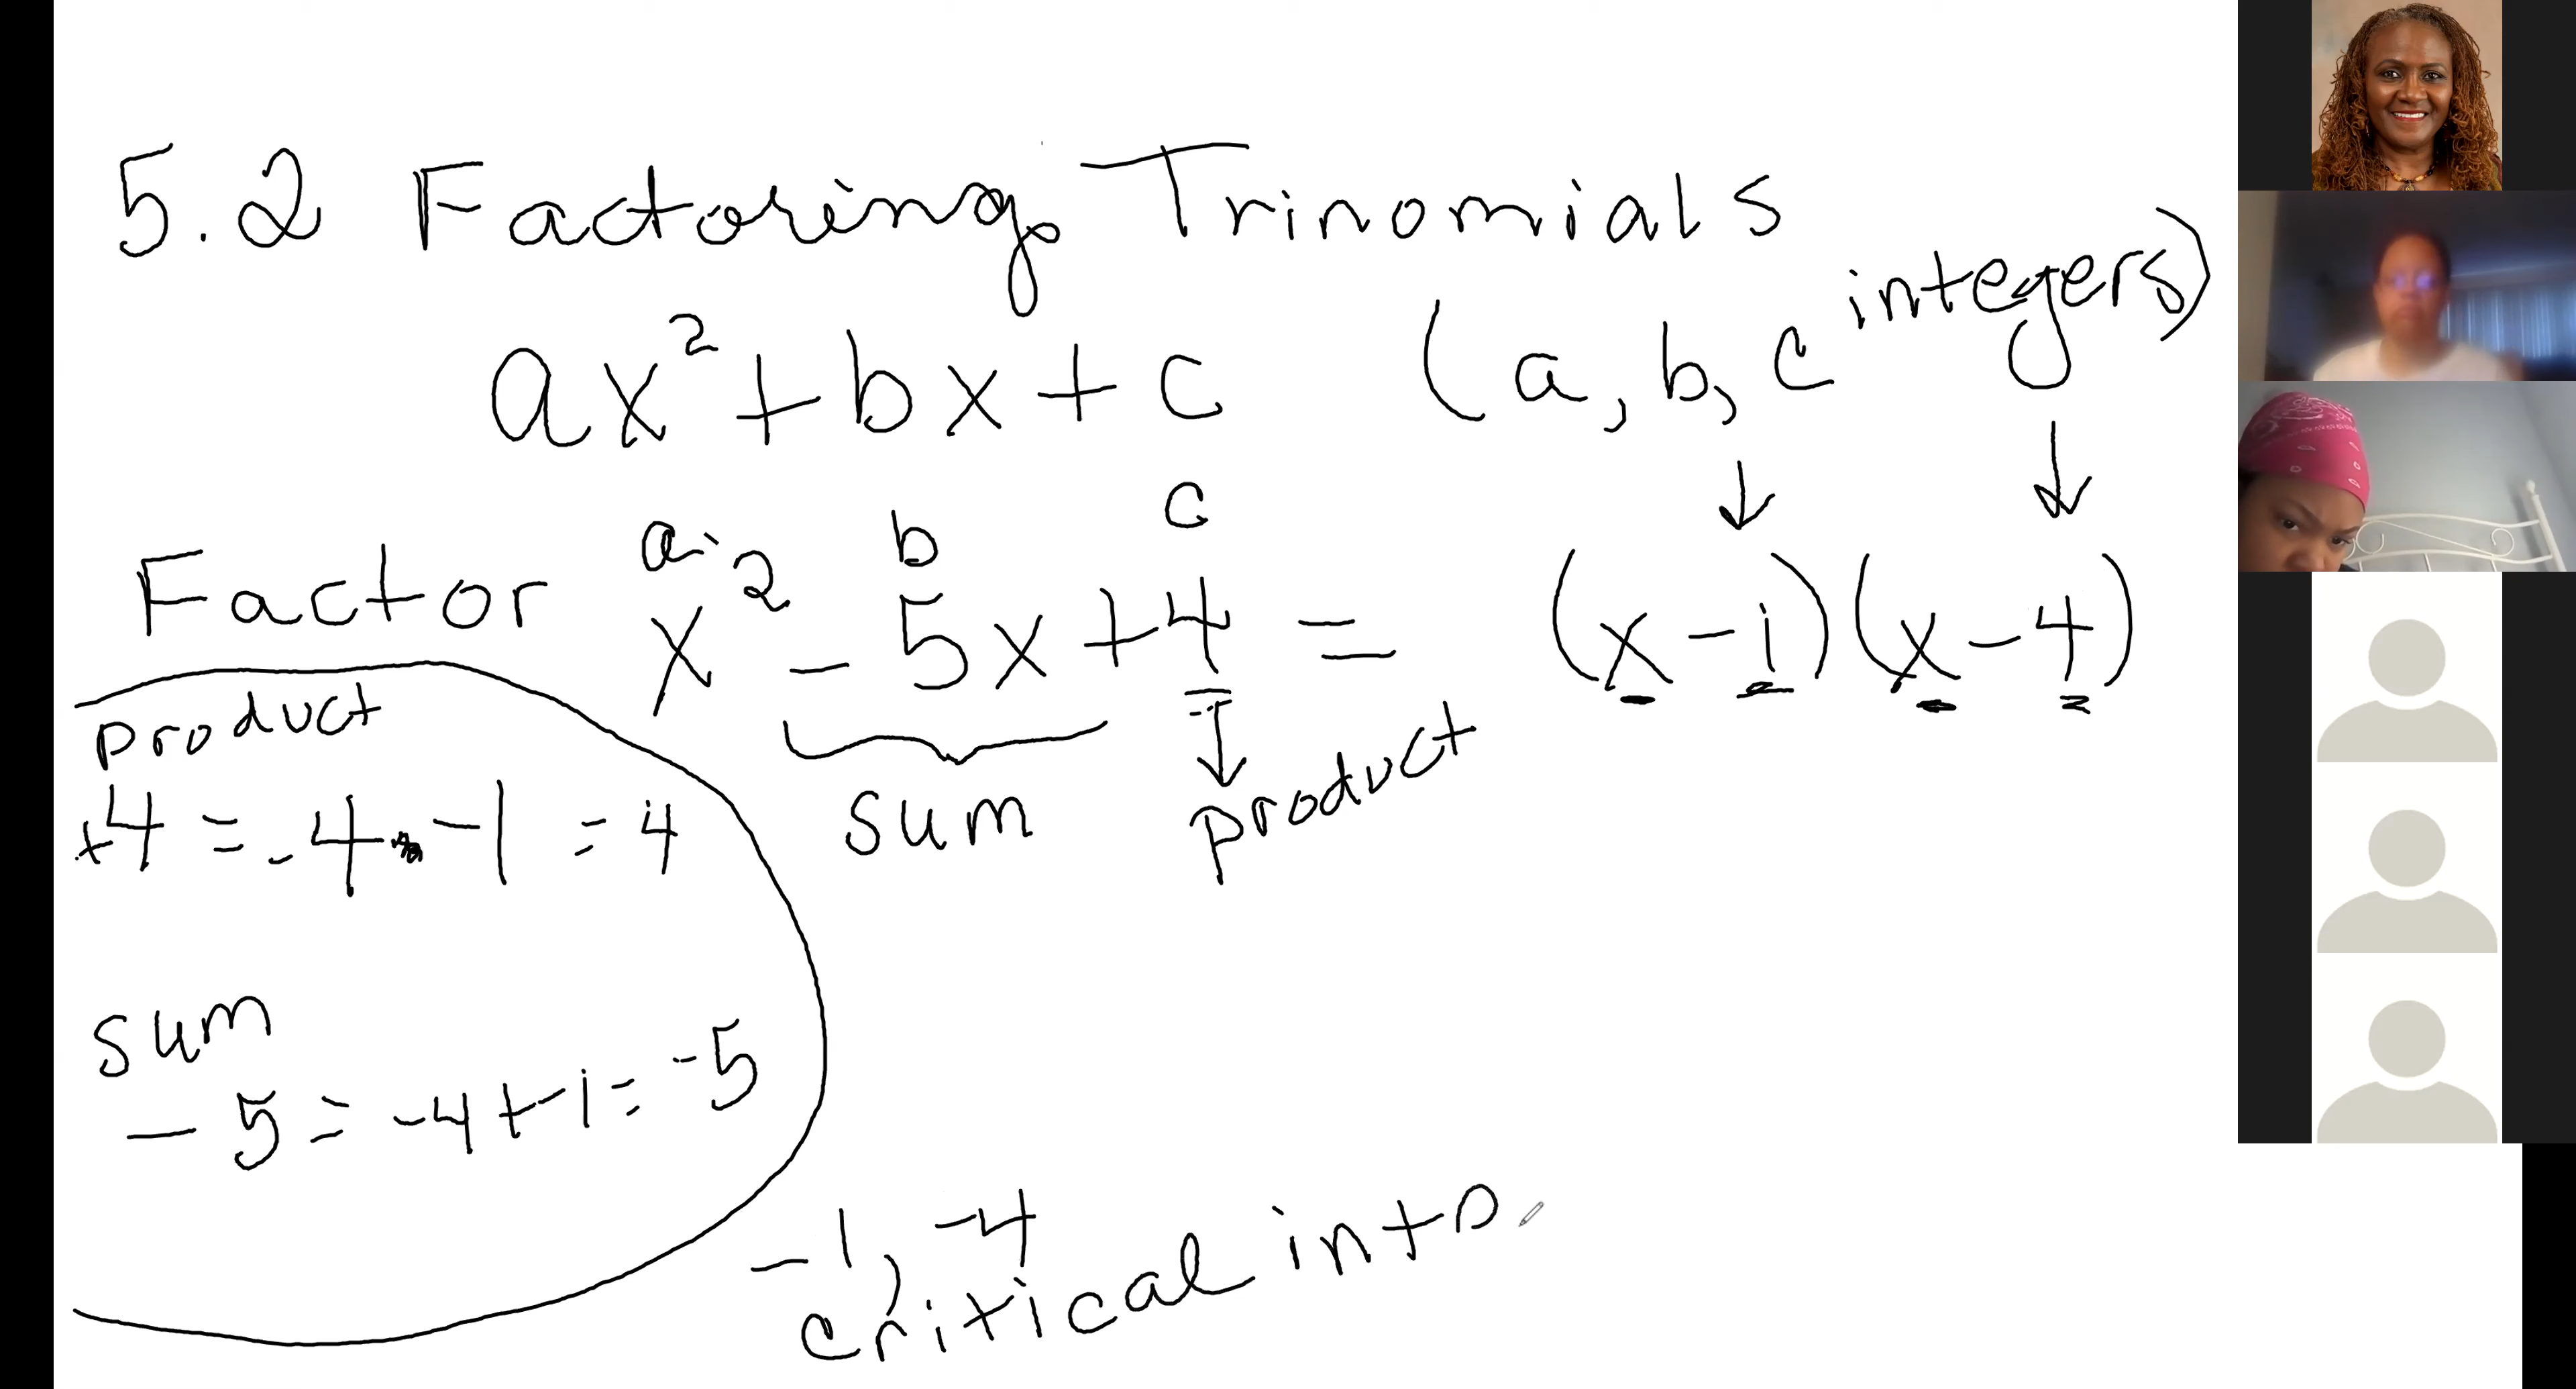 5.2 Factoring Trinomials
ax² + bx + c (a, b, c integers)
a b c
Factor x² - 5x + 4 = (x - 1)(x - 4)
sum product
product
+4 = -4 · -1 = 4
sum
- 5 = -4 + -1 = -5
-1, -4
critical